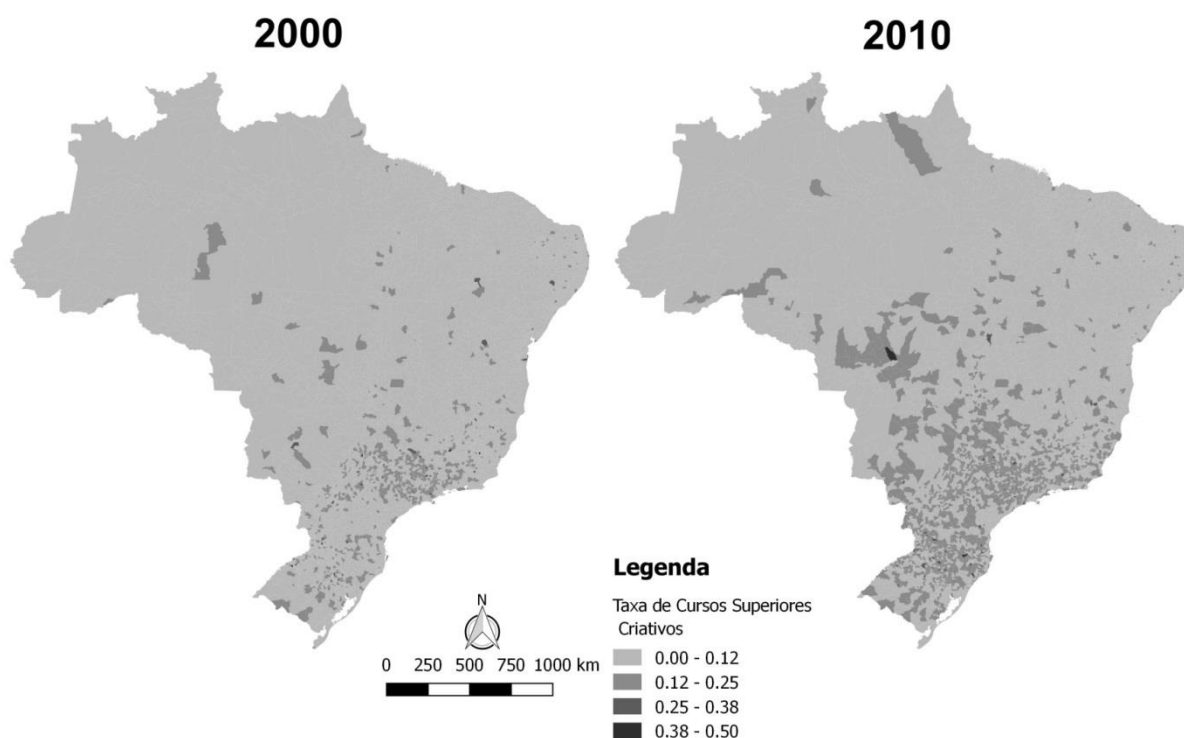 2000
2010
N
0 250 500 750 1000 km
Legenda
Taxa de Cursos Superiores
Criativos
0.00 - 0.12
0.12 - 0.25
0.25 - 0.38
0.38 - 0.50